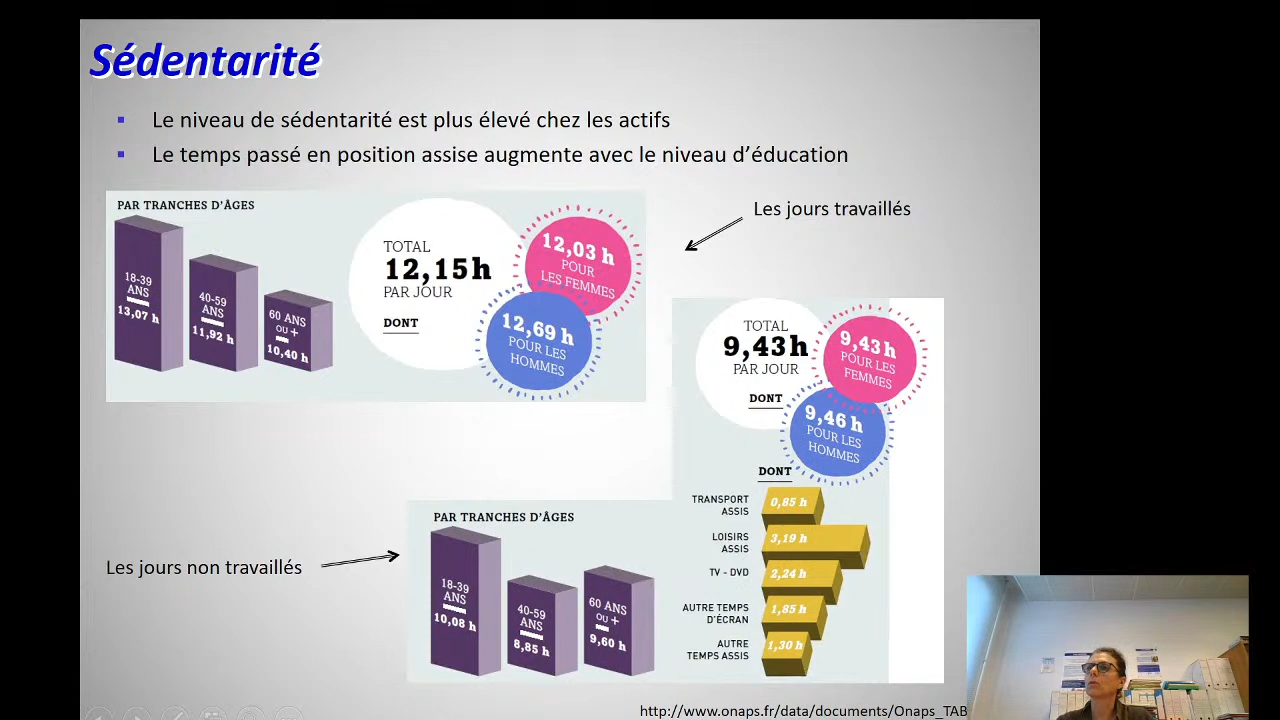 Sédentarité
Le niveau de sédentarité est plus élevé chez les actifs
Le temps passé en position assise augmente avec le niveau d’éducation
PAR TRANCHES D'ÂGES
18-39
ANS
13,07 h
40-59
ANS
11,92 h
60 ANS
OU +
10,40 h
TOTAL
12,15h
PAR JOUR
DONT
12,03 h
POUR
LES FEMMES
12,69 h
POUR LES
HOMMES
Les jours travaillés
TOTAL
9,43h
PAR JOUR
DONT
9,43 h
POUR LES
FEMMES
9,46 h
POUR LES
HOMMES
DONT
TRANSPORT
ASSIS
0,85 h
LOISIRS
ASSIS
3,19 h
TV - DVD
2,24 h
AUTRE TEMPS
D'ÉCRAN
1,85 h
AUTRE
TEMPS ASSIS
1,30 h
Les jours non travaillés
PAR TRANCHES D'ÂGES
18-39
ANS
10,08 h
40-59
ANS
8,85 h
60 ANS
OU +
9,60 h
http://www.onaps.fr/data/documents/Onaps_TAB